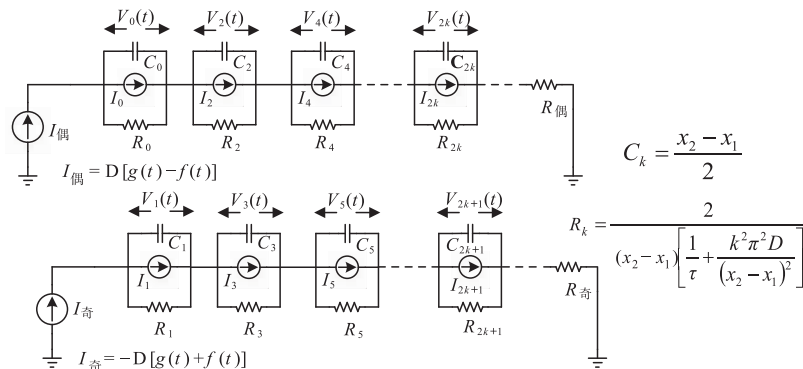 V₀(t) V₂(t) V₄(t) V₂ₖ(t)
C₀ C₂ C₄ C₂ₖ
I₀ I₂ I₄ I₂ₖ
R₀ R₂ R₄ R₂ₖ R偶
I偶
I偶 = D[g(t)−f(t)]
Cₖ = (x₂ − x₁)/2
V₁(t) V₃(t) V₅(t) V₂ₖ₊₁(t)
C₁ C₃ C₅ C₂ₖ₊₁
I₁ I₃ I₅ I₂ₖ₊₁
R₁ R₃ R₅ R₂ₖ₊₁ R奇
I奇
I奇 = −D[g(t)+f(t)]
Rₖ = 2/((x₂ − x₁)[1/τ + k²π²D/(x₂ − x₁)²])